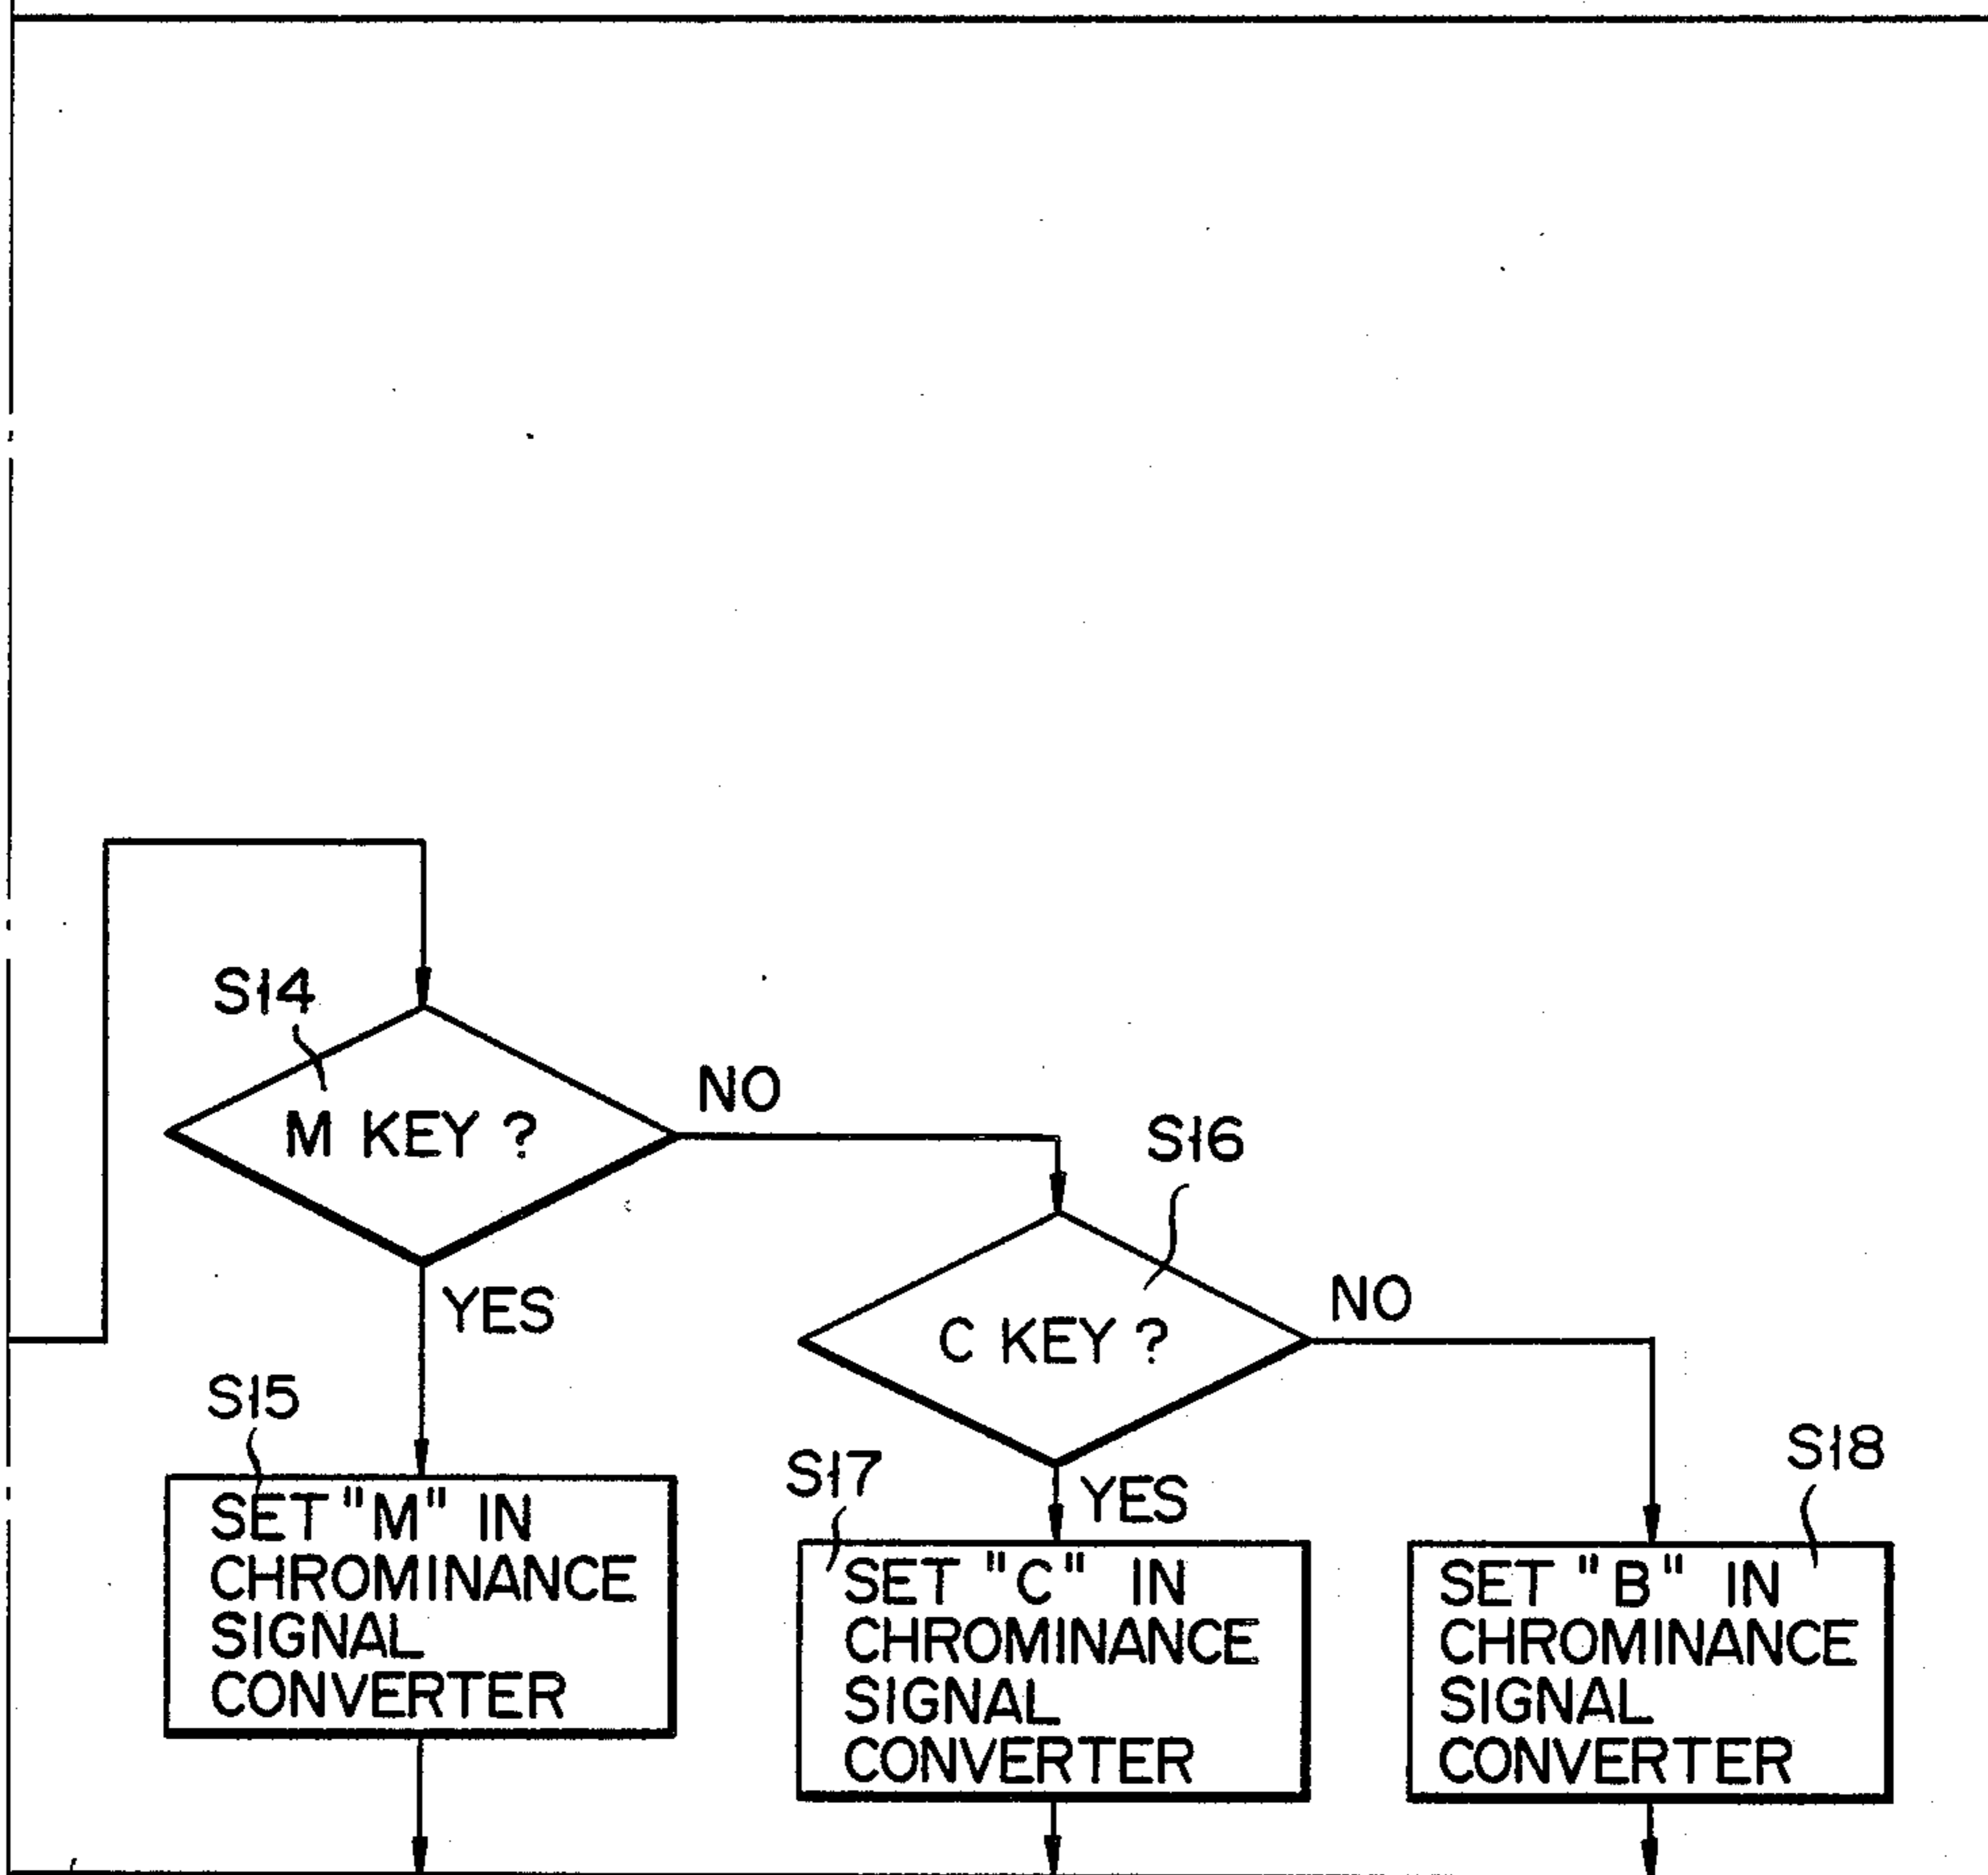 S14
M KEY ?
NO
YES
S16
C KEY ?
NO
YES
S15
SET "M" IN
CHROMINANCE
SIGNAL
CONVERTER
S17
SET "C" IN
CHROMINANCE
SIGNAL
CONVERTER
S18
SET "B" IN
CHROMINANCE
SIGNAL
CONVERTER